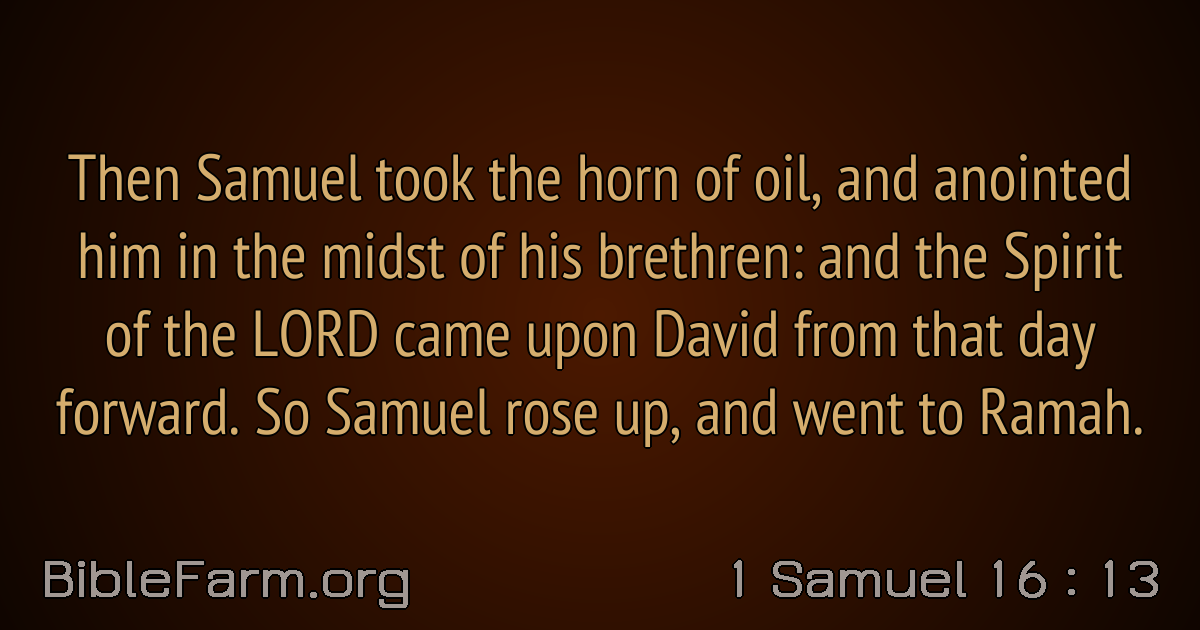 Then Samuel took the horn of oil, and anointed
him in the midst of his brethren: and the Spirit
of the LORD came upon David from that day
forward. So Samuel rose up, and went to Ramah.
BibleFarm.org
1 Samuel 16 : 13